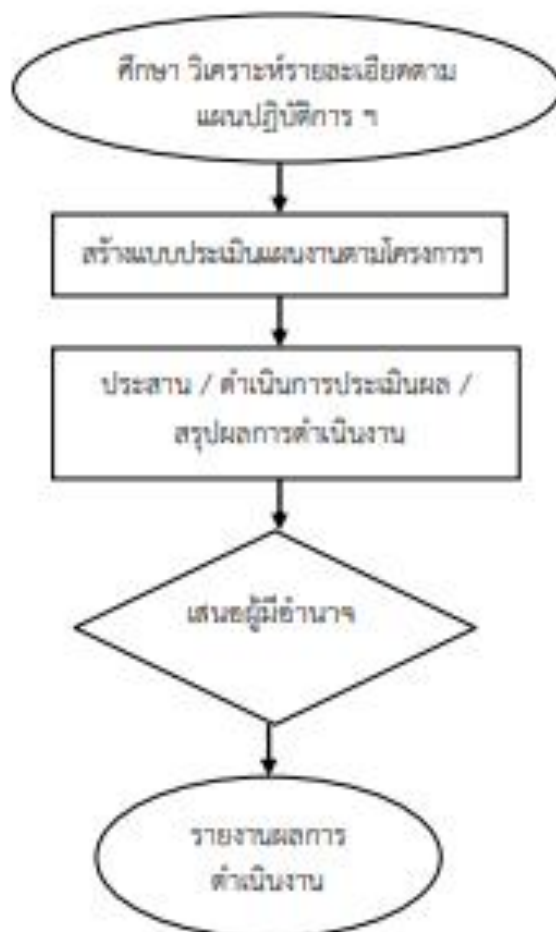 ศึกษา วิเคราะห์รายละเอียดตาม
แผนปฏิบัติการ ฯ
สร้างแบบประเมินแผนงานตามโครงการฯ
ประสาน / ดำเนินการประเมินผล /
สรุปผลการดำเนินงาน
เสนอผู้มีอำนาจ
รายงานผลการ
ดำเนินงาน